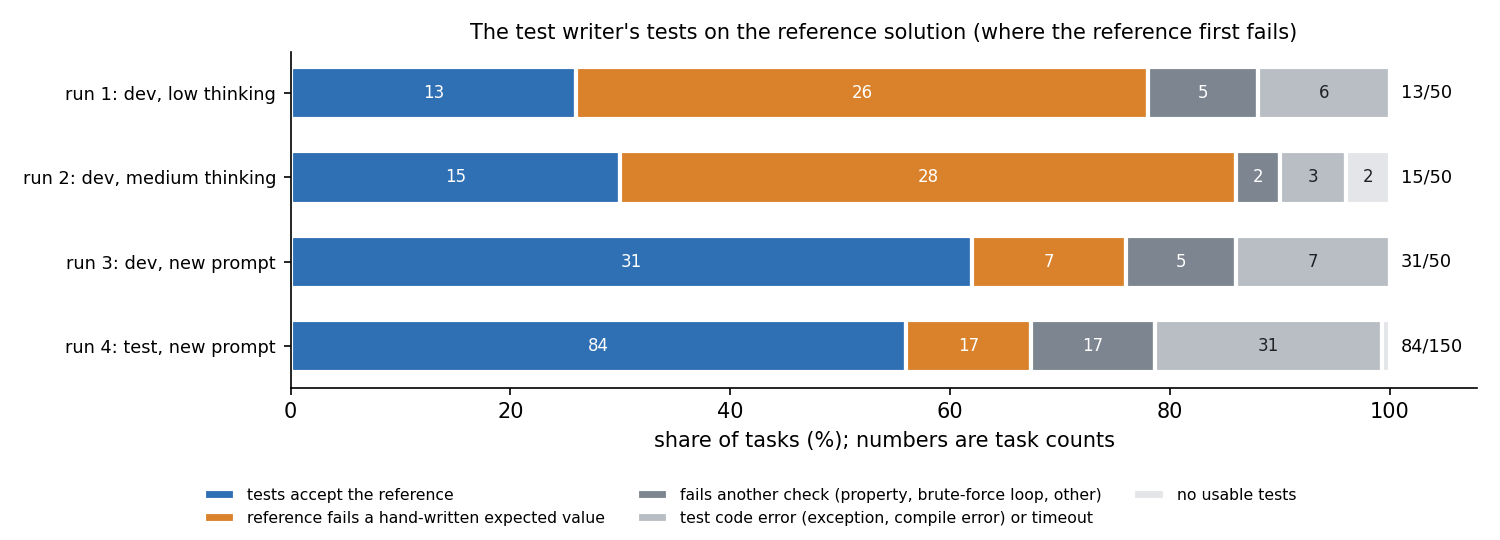 The test writer's tests on the reference solution (where the reference first fails)
run 1: dev, low thinking 13 26 5 6 13/50
run 2: dev, medium thinking 15 28 2 3 2 15/50
run 3: dev, new prompt 31 7 5 7 31/50
run 4: test, new prompt 84 17 17 31 84/150
0 20 40 60 80 100
share of tasks (%); numbers are task counts
tests accept the reference
reference fails a hand-written expected value
fails another check (property, brute-force loop, other)
test code error (exception, compile error) or timeout
no usable tests